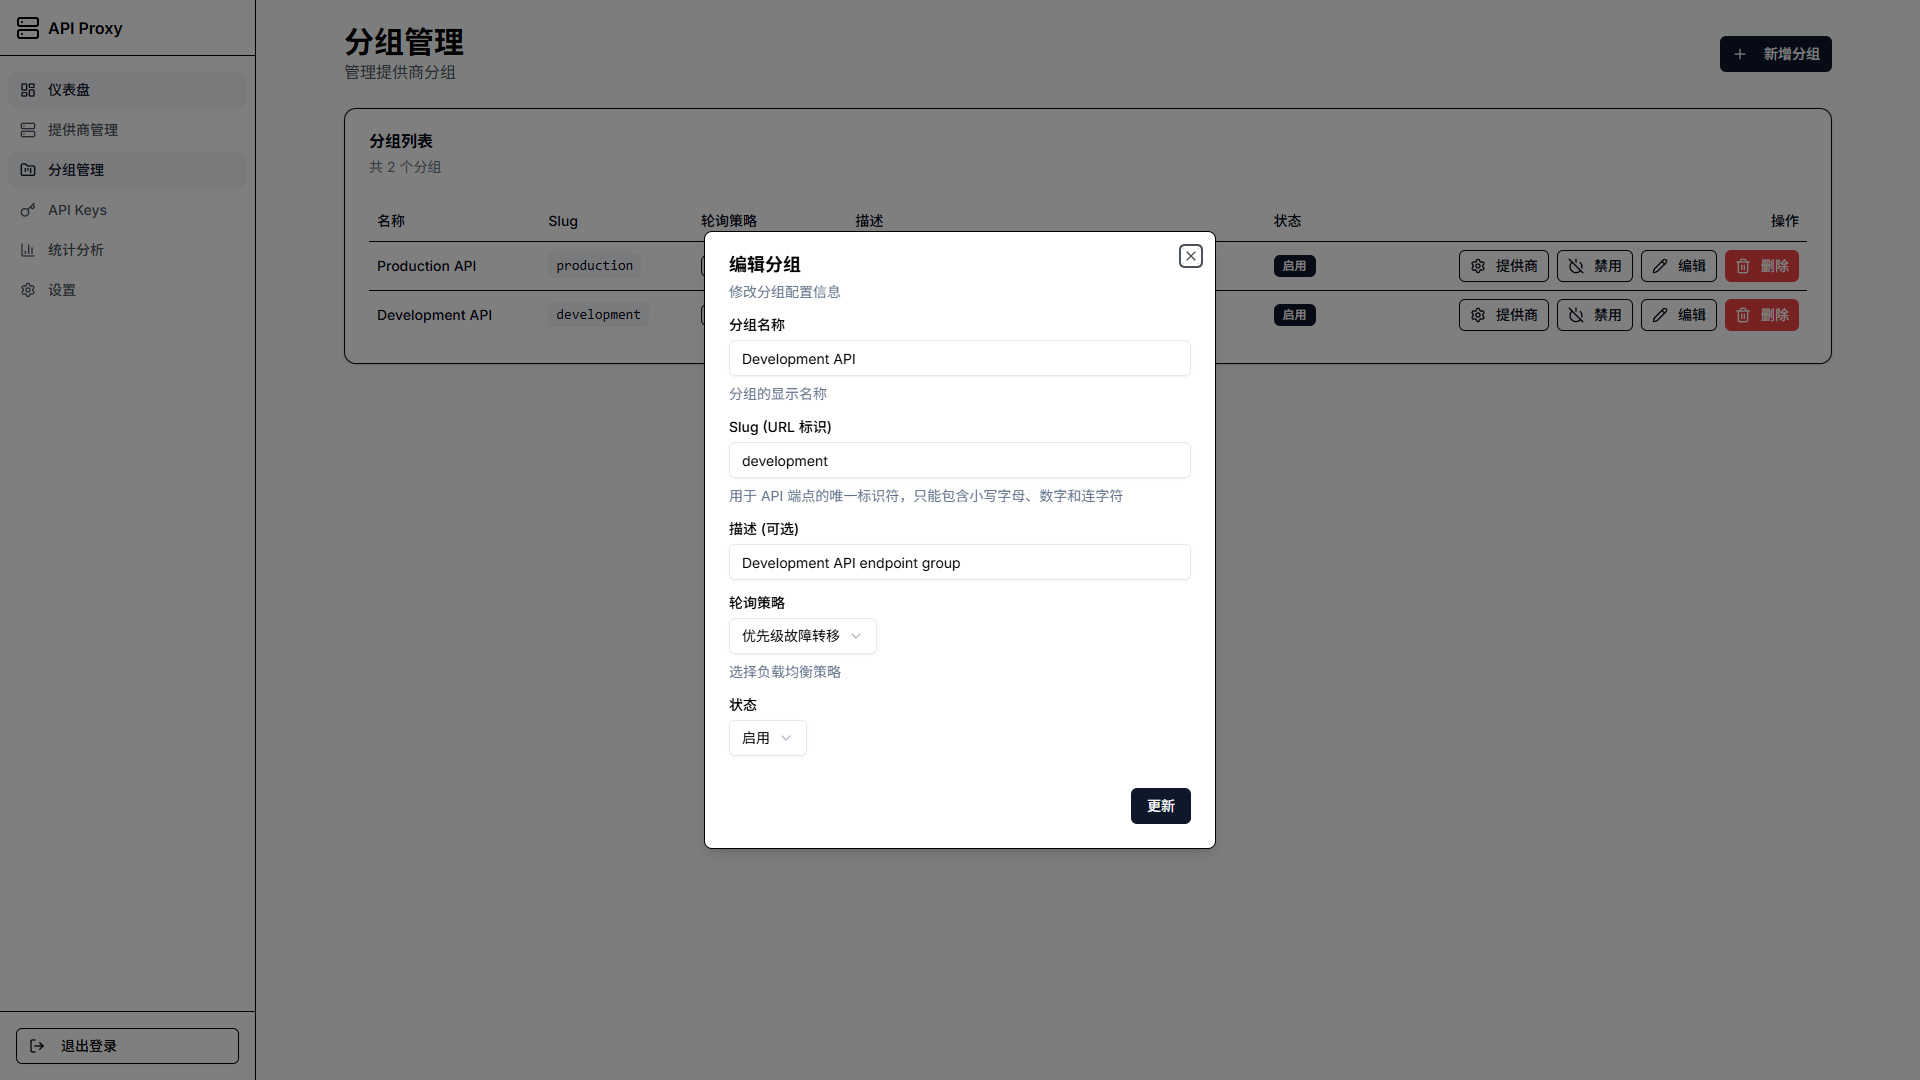 API Proxy
仪表盘
提供商管理
分组管理
API Keys
统计分析
设置
退出登录
分组管理
管理提供商分组
新增分组
分组列表
共 2 个分组
名称 Slug 轮询策略 描述 状态 操作
Production API production 启用 提供商 禁用 编辑 删除
Development API development 启用 提供商 禁用 编辑 删除
编辑分组
修改分组配置信息
分组名称
Development API
分组的显示名称
Slug (URL 标识)
development
用于 API 端点的唯一标识符，只能包含小写字母、数字和连字符
描述 (可选)
Development API endpoint group
轮询策略
优先级故障转移
选择负载均衡策略
状态
启用
更新